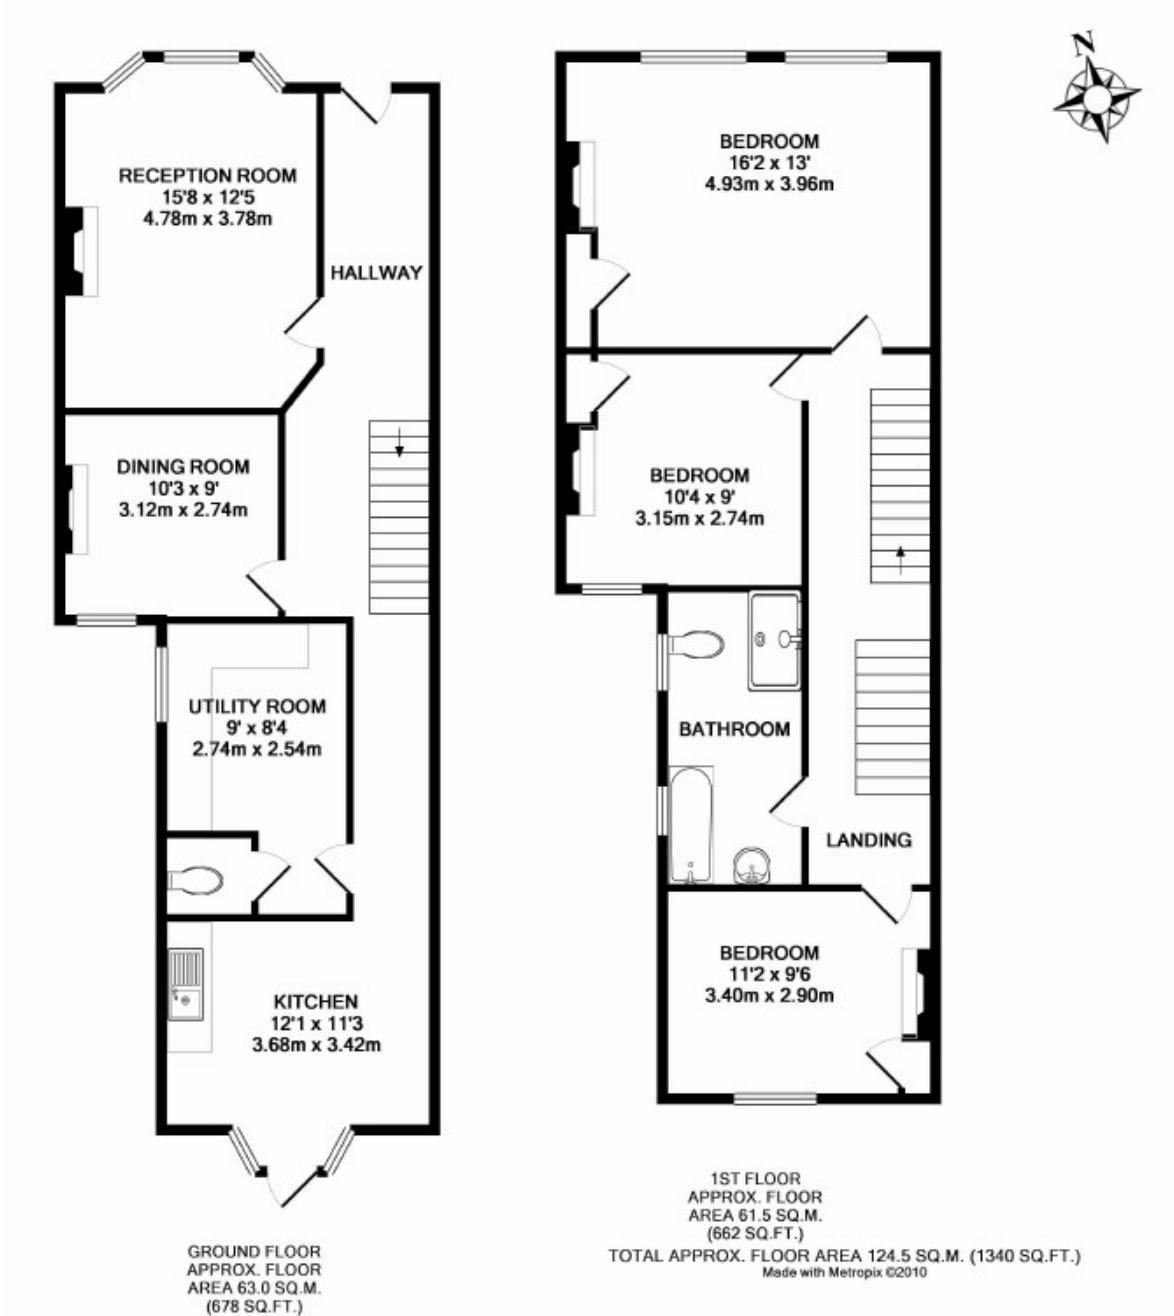 N
RECEPTION ROOM
15'8 x 12'5
4.78m x 3.78m
HALLWAY
DINING ROOM
10'3 x 9'
3.12m x 2.74m
UTILITY ROOM
9' x 8'4
2.74m x 2.54m
KITCHEN
12'1 x 11'3
3.68m x 3.42m
GROUND FLOOR
APPROX. FLOOR
AREA 63.0 SQ.M.
(678 SQ.FT.)
BEDROOM
16'2 x 13'
4.93m x 3.96m
BEDROOM
10'4 x 9'
3.15m x 2.74m
BATHROOM
LANDING
BEDROOM
11'2 x 9'6
3.40m x 2.90m
1ST FLOOR
APPROX. FLOOR
AREA 61.5 SQ.M.
(662 SQ.FT.)
TOTAL APPROX. FLOOR AREA 124.5 SQ.M. (1340 SQ.FT.)
Made with Metropix ©2010